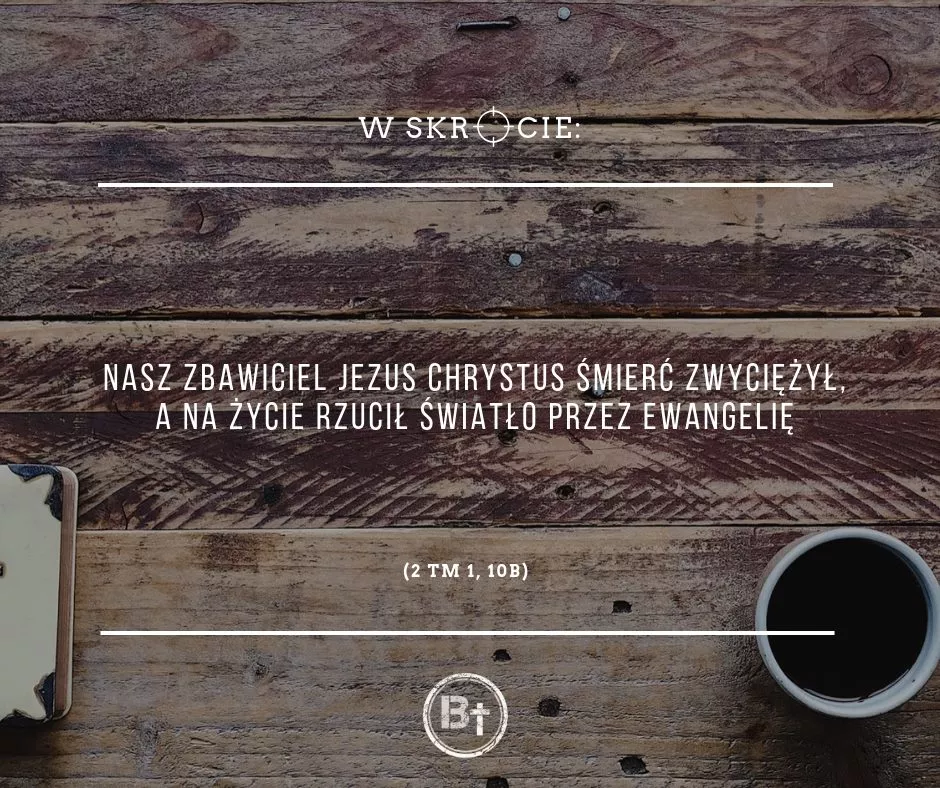 W SKRÓCIE:
NASZ ZBAWICIEL JEZUS CHRYSTUS ŚMIERĆ ZWYCIĘŻYŁ,
A NA ŻYCIE RZUCIŁ ŚWIATŁO PRZEZ EWANGELIĘ
(2 TM 1, 10B)
B†